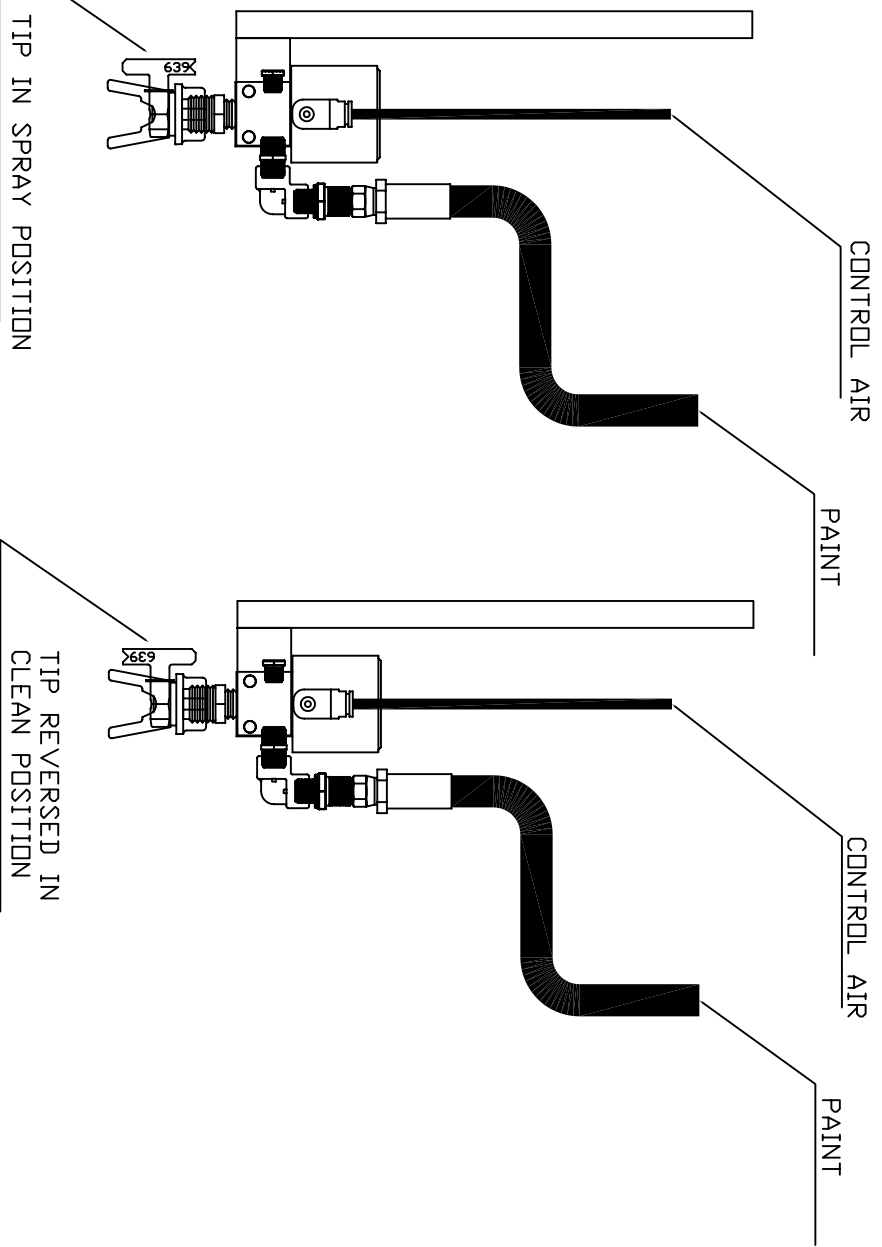 CONTROL AIR
PAINT
639
TIP IN SPRAY POSITION
CONTROL AIR
PAINT
639
TIP REVERSED IN
CLEAN POSITION